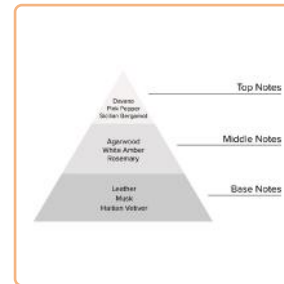 Davana
Pink Pepper
Sicilian Bergamot
Top Notes
Agarwood
White Amber
Rosemary
Middle Notes
Leather
Musk
Haitian Vetiver
Base Notes